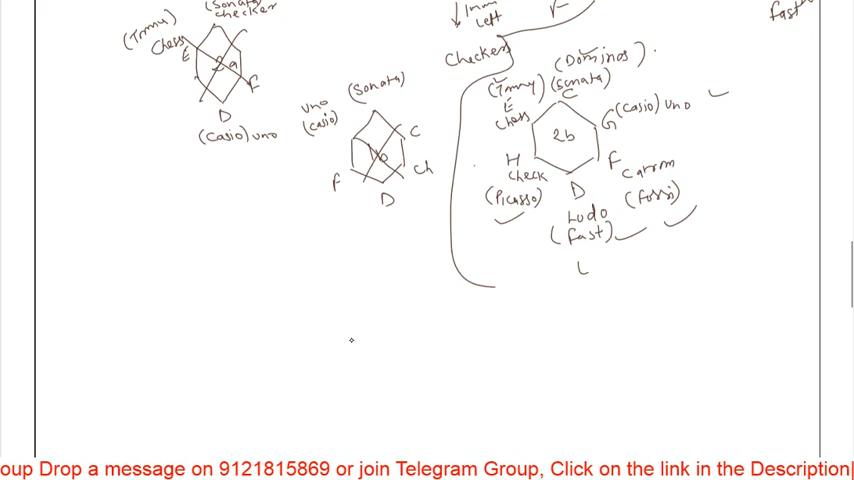 (Sonata)
checker
(Timmy)
Chess
E
2a
F
D
(Casio) uno
uno
(casio)
(Sonata)
C
1b
Ch
F
D
Left
Checkers
(Dominos).
(Timmy) (Sonata)
E
C
chess
G (Casio) uno
2b
H
check
(Picasso)
F
Carrom
(Fossil)
D
Ludo
(fast)
L
fast
oup Drop a message on 9121815869 or join Telegram Group, Click on the link in the Description|